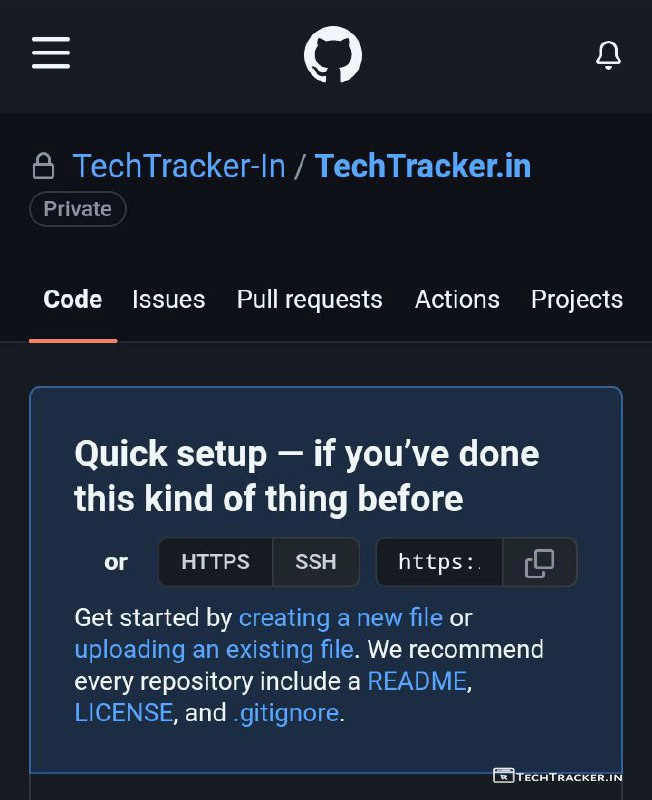 TechTracker-In / TechTracker.in
Private
Code Issues Pull requests Actions Projects
Quick setup — if you’ve done
this kind of thing before
or HTTPS SSH https:.
Get started by creating a new file or
uploading an existing file. We recommend
every repository include a README,
LICENSE, and .gitignore.
TECHTRACKER.IN